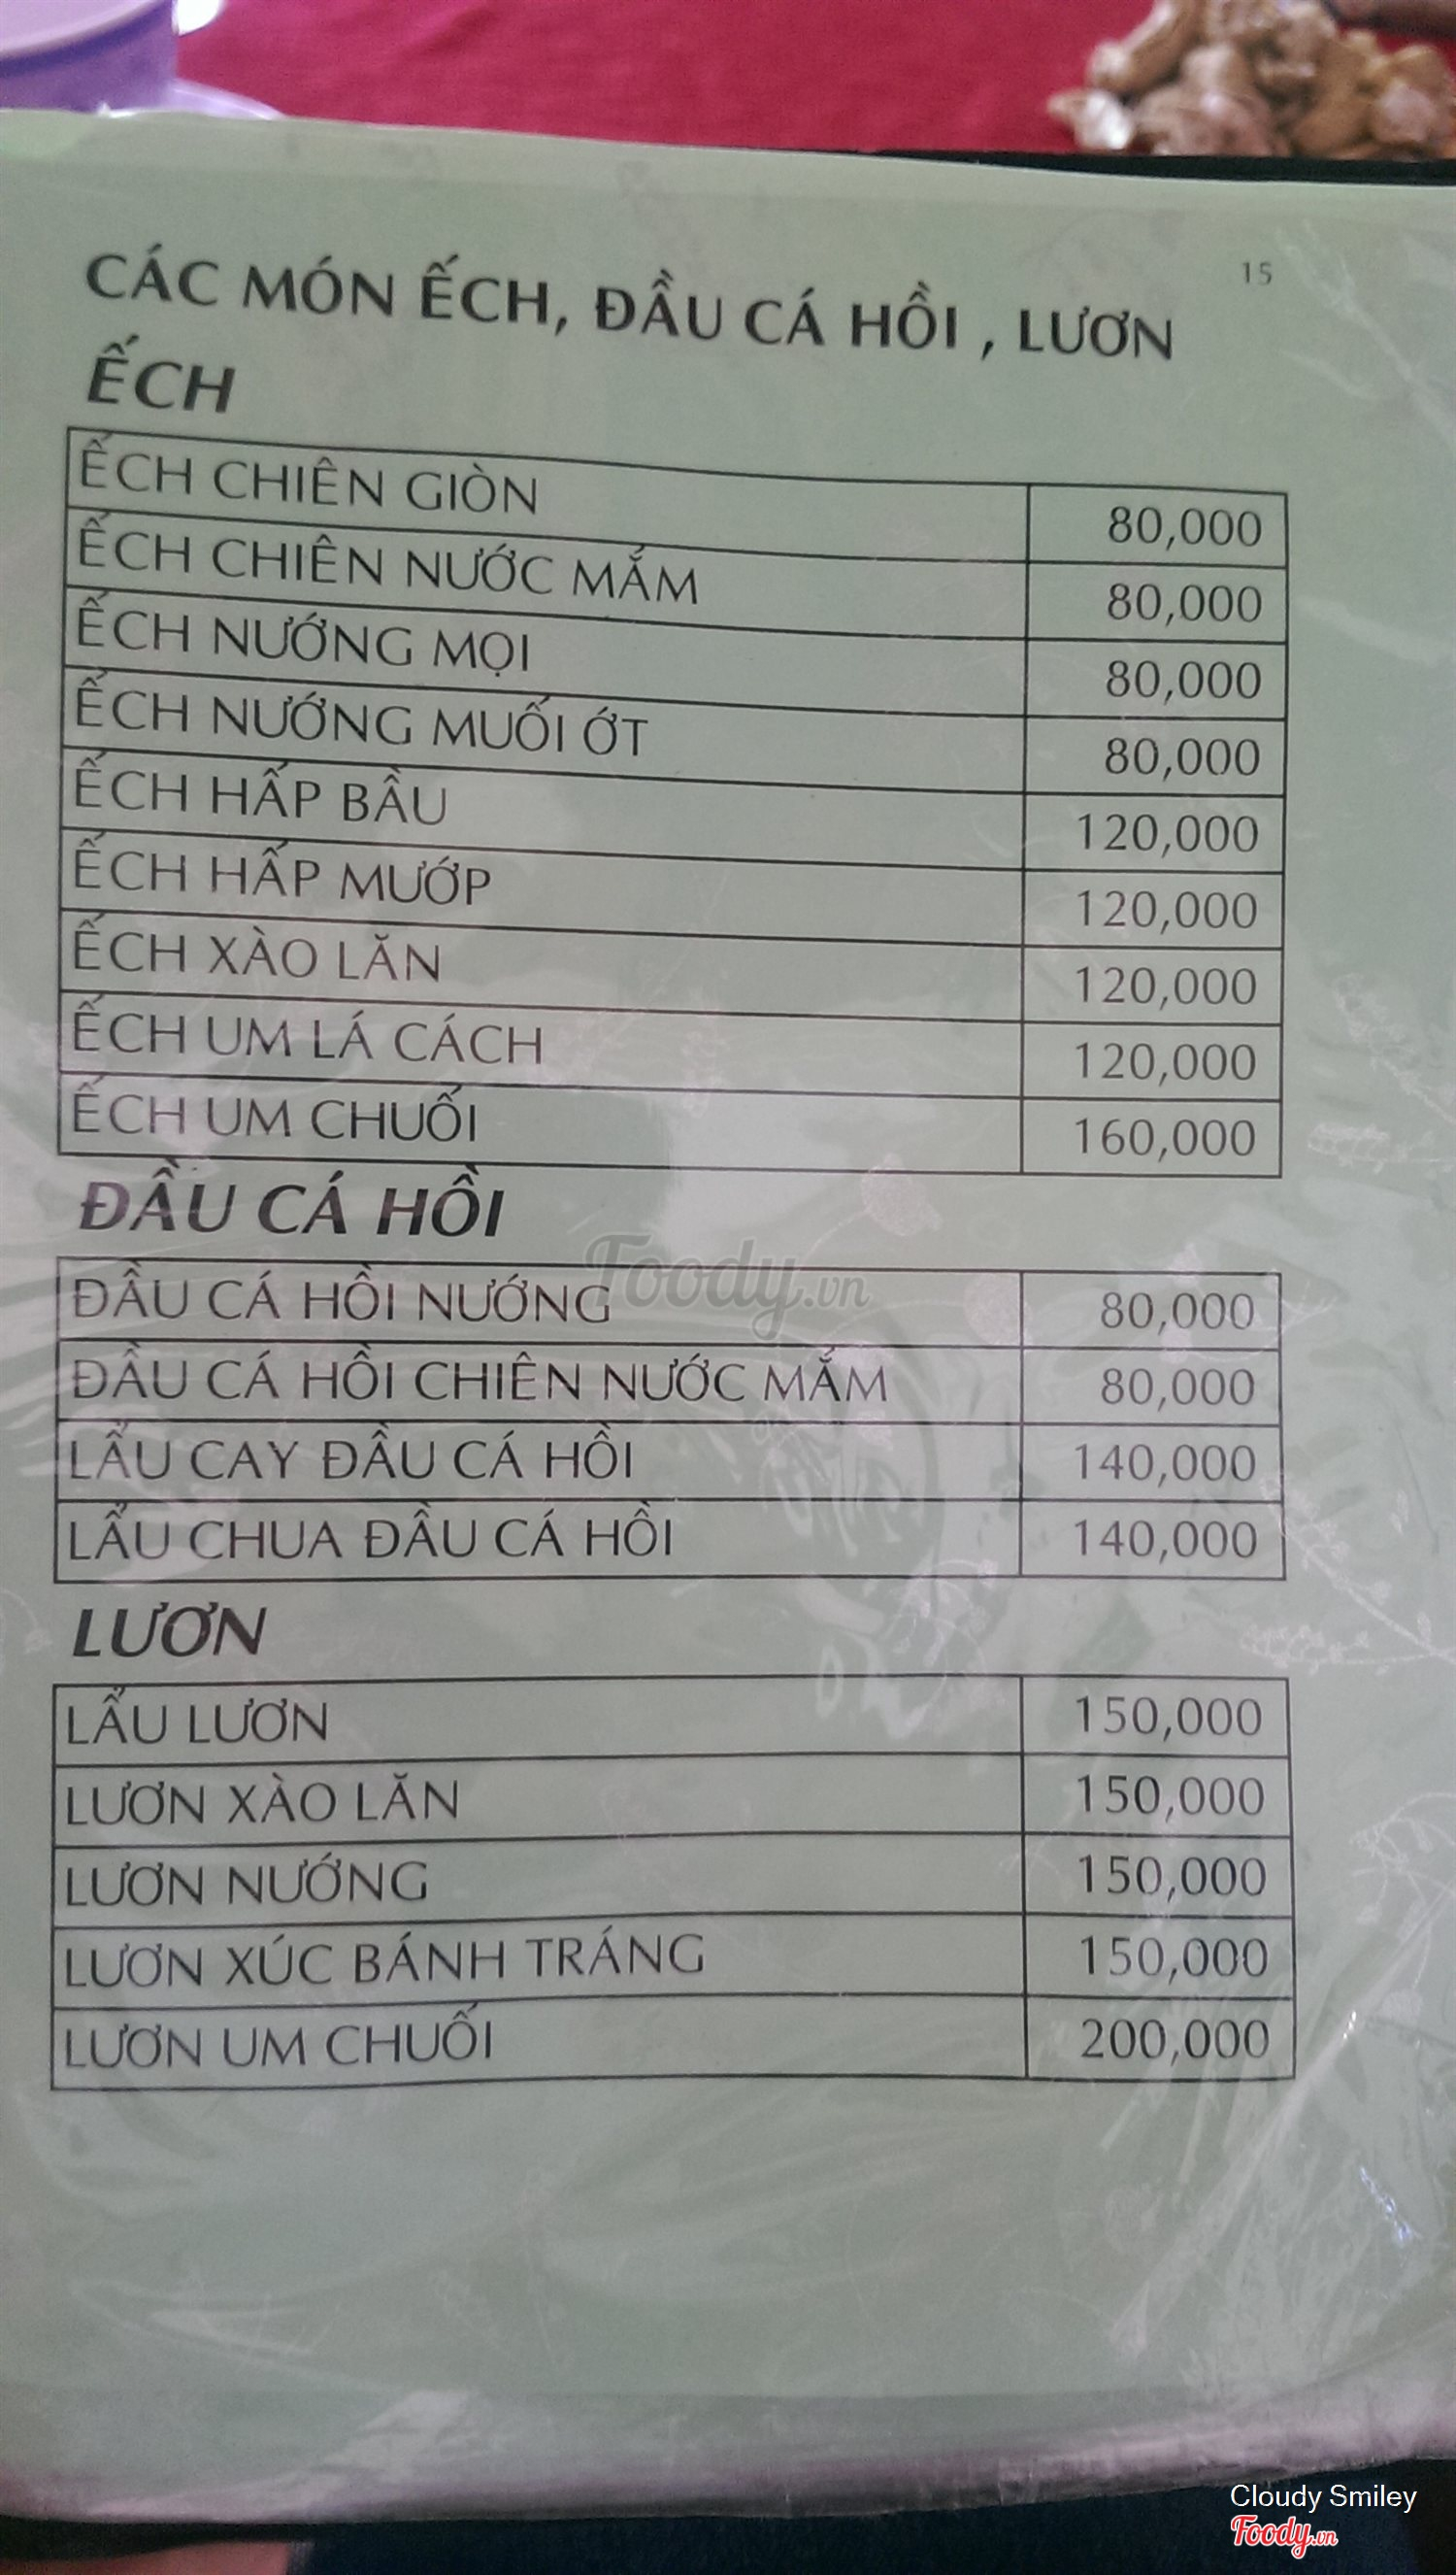 15
CÁC MÓN ẾCH, ĐẦU CÁ HỒI , LƯƠN
ẾCH
ẾCH CHIÊN GIÒN 80,000
ẾCH CHIÊN NƯỚC MẮM 80,000
ẾCH NƯỚNG MỌI 80,000
ẾCH NƯỚNG MUỐI ỚT 80,000
ẾCH HẤP BẦU 120,000
ẾCH HẤP MƯỚP 120,000
ẾCH XÀO LĂN 120,000
ẾCH UM LÁ CÁCH 120,000
ẾCH UM CHUỐI 160,000
ĐẦU CÁ HỒI
ĐẦU CÁ HỒI NƯỚNG 80,000
ĐẦU CÁ HỒI CHIÊN NƯỚC MẮM 80,000
LẨU CAY ĐẦU CÁ HỒI 140,000
LẨU CHUA ĐẦU CÁ HỒI 140,000
LƯƠN
LẨU LƯƠN 150,000
LƯƠN XÀO LĂN 150,000
LƯƠN NƯỚNG 150,000
LƯƠN XÚC BÁNH TRÁNG 150,000
LƯƠN UM CHUỐI 200,000
Foody.vn
Cloudy Smiley
Foody.vn